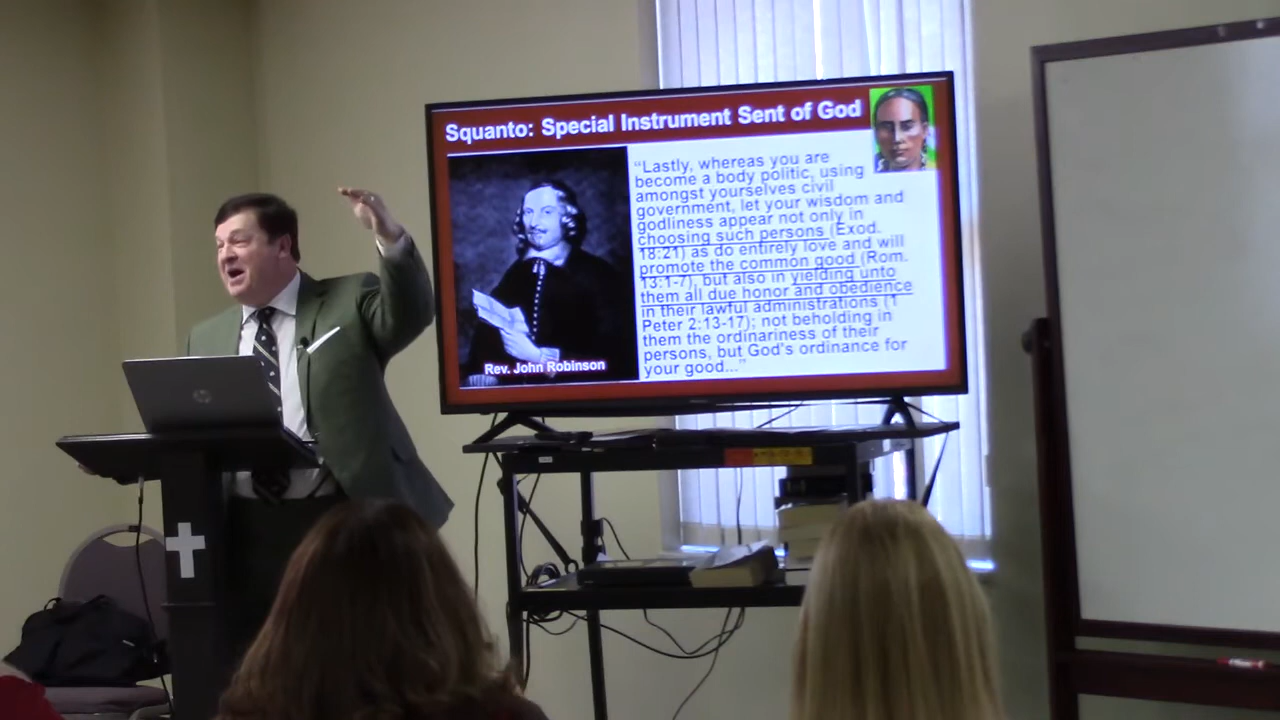 Squanto: Special Instrument Sent of God
“Lastly, whereas you are
become a body politic, using
amongst yourselves civil
government, let your wisdom and
godliness appear not only in
choosing such persons (Exod.
18:21) as do entirely love and will
promote the common good (Rom.
13:1-7), but also in yielding unto
them all due honor and obedience
in their lawful administrations (1
Peter 2:13-17); not beholding in
them the ordinariness of their
persons, but God's ordinance for
your good...”
Rev. John Robinson
hp